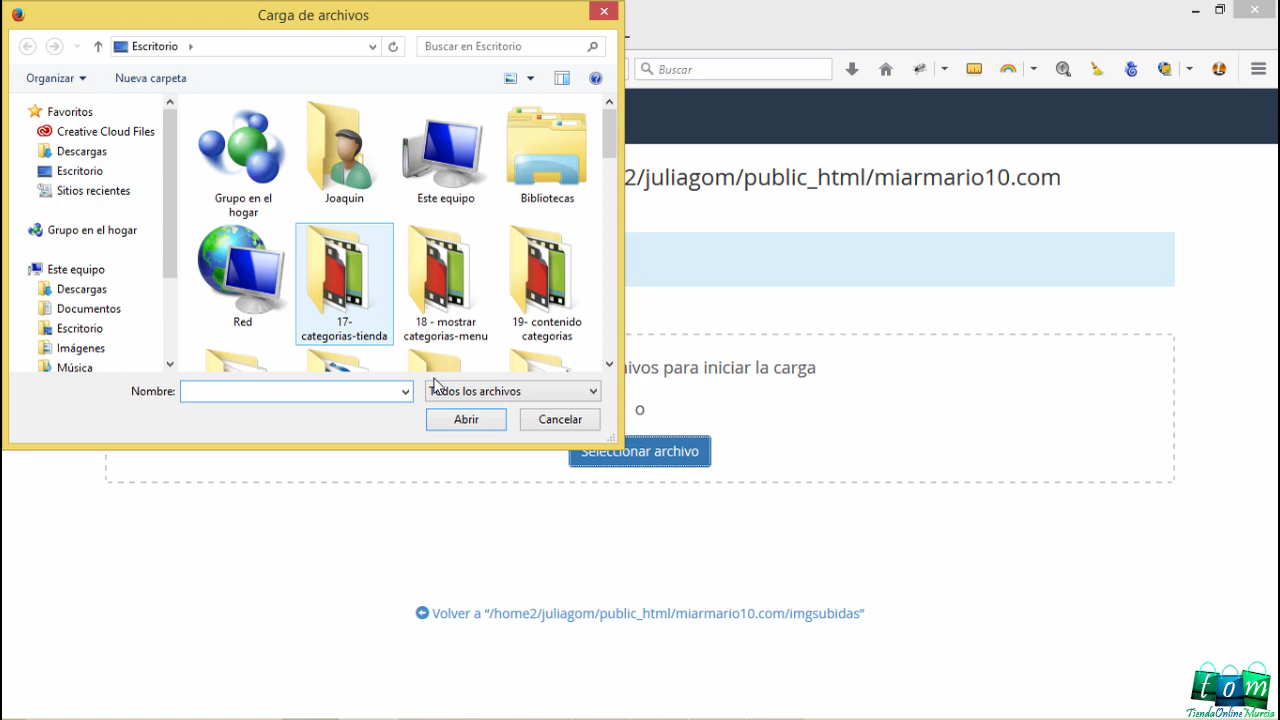 Carga de archivos
Escritorio
Buscar en Escritorio
Organizar
Nueva carpeta
Favoritos
Creative Cloud Files
Descargas
Escritorio
Sitios recientes
Grupo en el hogar
Este equipo
Descargas
Documentos
Escritorio
Imágenes
Música
Grupo en el
hogar
Joaquin
Este equipo
Bibliotecas
Red
17-
categorias-tienda
18 - mostrar
categorias-menu
19- contenido
categorias
Nombre:
Todos los archivos
Abrir
Cancelar
Buscar
2/juliagom/public_html/miarmario10.com
ivos para iniciar la carga
o
Seleccionar archivo
Volver a “/home2/juliagom/public_html/miarmario10.com/imgsubidas”
tom
TiendaOnlineMurcia